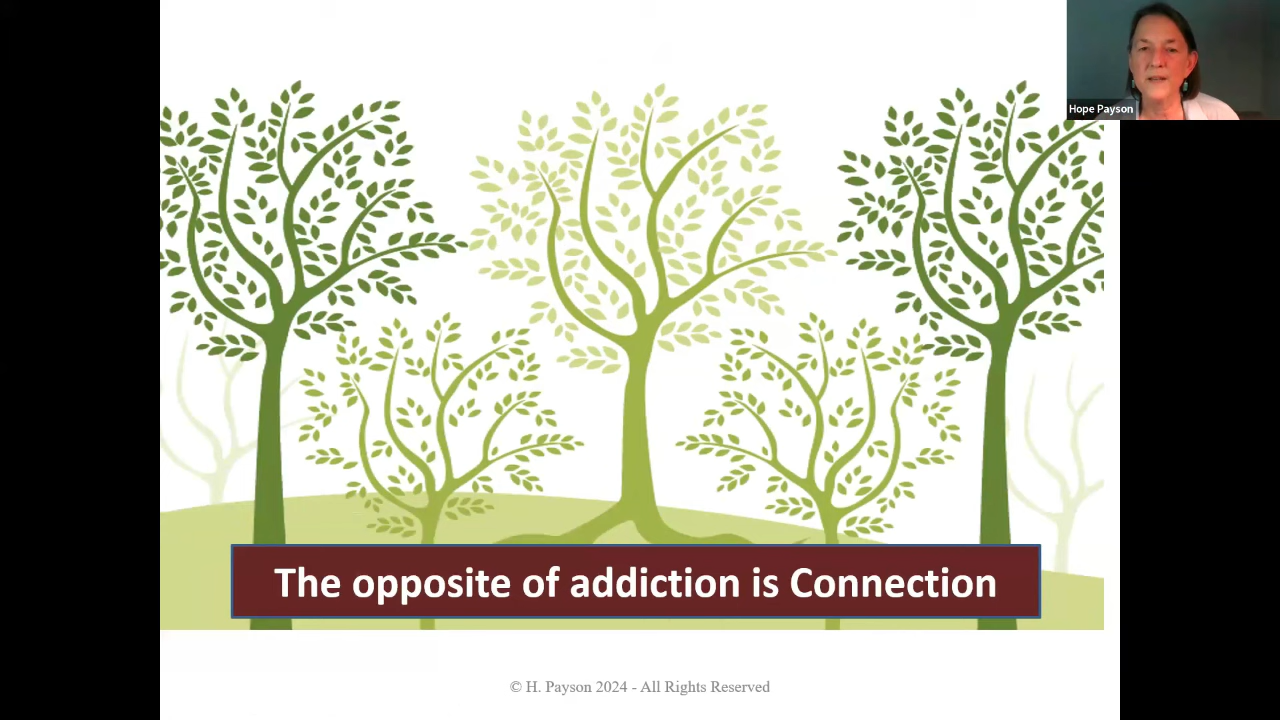 Hope Payson
The opposite of addiction is Connection
© H. Payson 2024 - All Rights Reserved